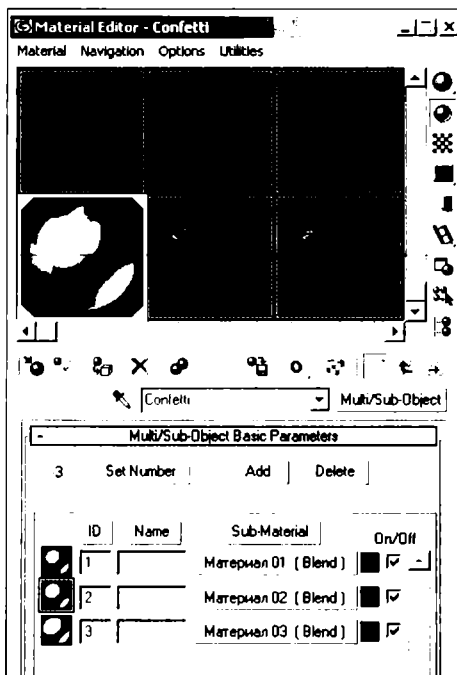 Material Editor - Confetti
Material Navigation Options Utilities
Confetti Multi/Sub-Object
- Multi/Sub-Object Basic Parameters
3 Set Number Add Delete
ID Name Sub-Material On/Off
1 Материал 01 ( Blend )
2 Материал 02 ( Blend )
3 Материал 03 ( Blend )